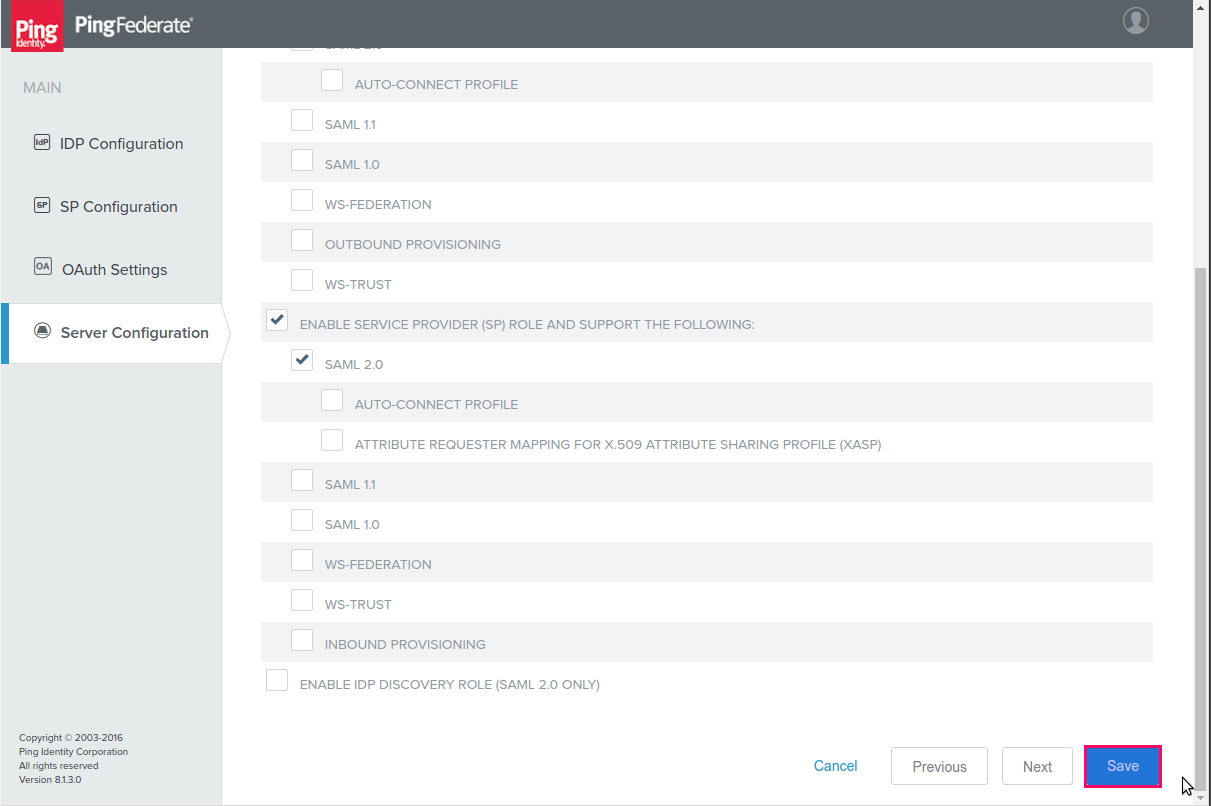 Ping
Identity.
PingFederate®
MAIN
IdP
IDP Configuration
SP
SP Configuration
OA
OAuth Settings
Server Configuration
Copyright © 2003-2016
Ping Identity Corporation
All rights reserved
Version 8.1.3.0
AUTO-CONNECT PROFILE
SAML 1.1
SAML 1.0
WS-FEDERATION
OUTBOUND PROVISIONING
WS-TRUST
ENABLE SERVICE PROVIDER (SP) ROLE AND SUPPORT THE FOLLOWING:
SAML 2.0
AUTO-CONNECT PROFILE
ATTRIBUTE REQUESTER MAPPING FOR X.509 ATTRIBUTE SHARING PROFILE (XASP)
SAML 1.1
SAML 1.0
WS-FEDERATION
WS-TRUST
INBOUND PROVISIONING
ENABLE IDP DISCOVERY ROLE (SAML 2.0 ONLY)
Cancel
Previous
Next
Save